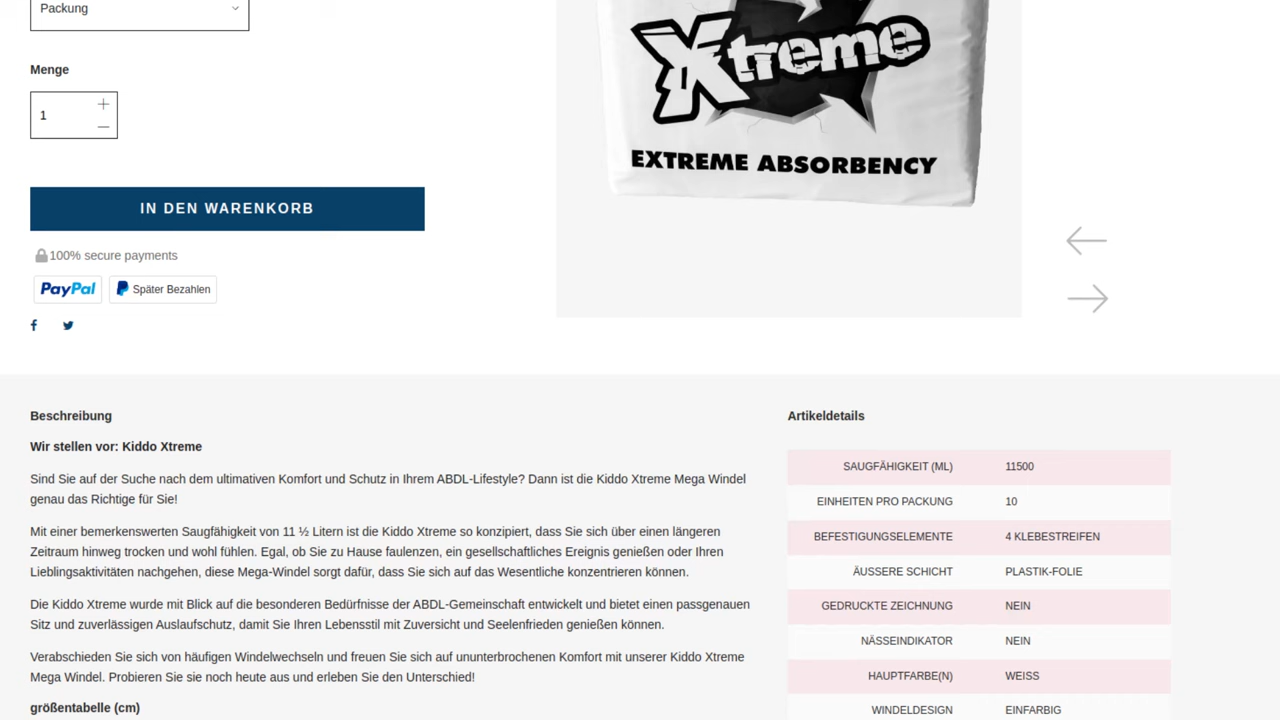 Packung
Menge
1
IN DEN WARENKORB
100% secure payments
PayPal
Später Bezahlen
Xtreme
EXTREME ABSORBENCY
Beschreibung
Wir stellen vor: Kiddo Xtreme
Sind Sie auf der Suche nach dem ultimativen Komfort und Schutz in Ihrem ABDL-Lifestyle? Dann ist die Kiddo Xtreme Mega Windel
genau das Richtige für Sie!
Mit einer bemerkenswerten Saugfähigkeit von 11 ½ Litern ist die Kiddo Xtreme so konzipiert, dass Sie sich über einen längeren
Zeitraum hinweg trocken und wohl fühlen. Egal, ob Sie zu Hause faulenzen, ein gesellschaftliches Ereignis genießen oder Ihren
Lieblingsaktivitäten nachgehen, diese Mega-Windel sorgt dafür, dass Sie sich auf das Wesentliche konzentrieren können.
Die Kiddo Xtreme wurde mit Blick auf die besonderen Bedürfnisse der ABDL-Gemeinschaft entwickelt und bietet einen passgenauen
Sitz und zuverlässigen Auslaufschutz, damit Sie Ihren Lebensstil mit Zuversicht und Seelenfrieden genießen können.
Verabschieden Sie sich von häufigen Windelwechseln und freuen Sie sich auf ununterbrochenen Komfort mit unserer Kiddo Xtreme
Mega Windel. Probieren Sie sie noch heute aus und erleben Sie den Unterschied!
größentabelle (cm)
Artikeldetails
SAUGFÄHIGKEIT (ML) 11500
EINHEITEN PRO PACKUNG 10
BEFESTIGUNGSELEMENTE 4 KLEBESTREIFEN
ÄUSSERE SCHICHT PLASTIK-FOLIE
GEDRUCKTE ZEICHNUNG NEIN
NÄSSEINDIKATOR NEIN
HAUPTFARBE(N) WEISS
WINDELDESIGN EINFARBIG